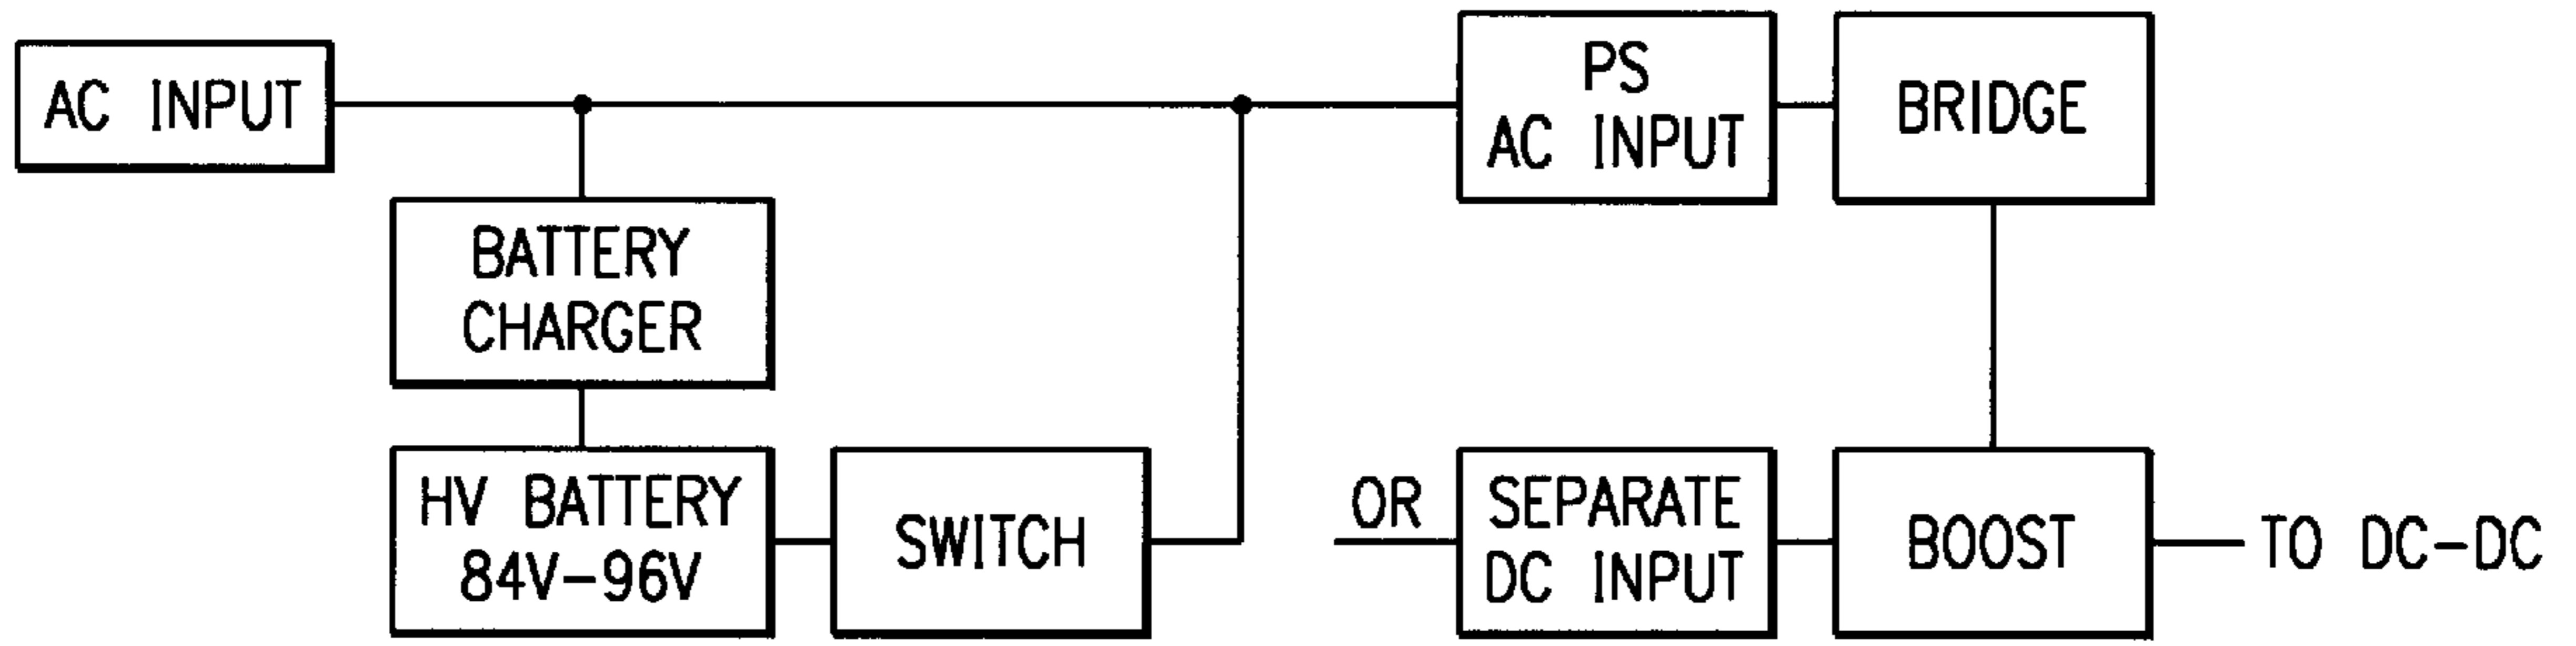 AC INPUT
PS
AC INPUT
BRIDGE
BATTERY
CHARGER
HV BATTERY
84V-96V
SWITCH
OR
SEPARATE
DC INPUT
BOOST
TO DC-DC